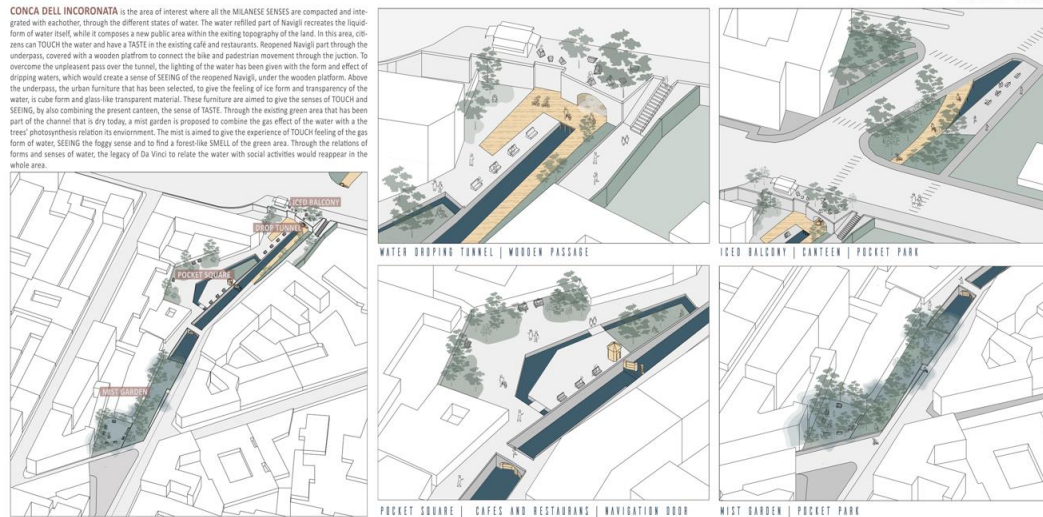 CONCA DELL INCORONATA is the area of interest where all the MILANESE SENSES are compacted and inte-
grated with eachother, through the different states of water. The water refilled part of Navigli recreates the liquid-
form of water itself, while it composes a new public area within the exiting topography of the land. In this area, citi-
zens can TOUCH the water and have a TASTE in the existing café and restaurants. Reopened Navigli part through the
underpass, covered with a wooden platfrom to connect the bike and padestrian movement through the juction. To
overcome the unpleasent pass over the tunnel, the lighting of the water has been given with the form and effect of
dripping waters, which would create a sense of SEEING of the reopened Navigli, under the wooden platform. Above
the underpass, the urban furniture that has been selected, to give the feeling of ice form and transparency of the
water, is cube form and glass-like transparent material. These furniture are aimed to give the senses of TOUCH and
SEEING, by also combining the present canteen, the sense of TASTE. Through the existing green area that has been
part of the channel that is dry today, a mist garden is proposed to combine the gas effect of the water with a the
trees' photosynthesis relation its enviornment. The mist is aimed to give the experience of TOUCH feeling of the gas
form of water, SEEING the foggy sense and to find a forest-like SMELL of the green area. Through the relations of
forms and senses of water, the legacy of Da Vinci to relate the water with social activities would reappear in the
whole area.
ICED BALCONY
DROP TUNNEL
POCKET SQUARE
MIST GARDEN
WATER DROPING TUNNEL | WOODEN PASSAGE
ICED BALCONY | CANTEEN | POCKET PARK
POCKET SQUARE | CAFES AND RESTAURANS | NAVIGATION DOOR
MIST GARDEN | POCKET PARK